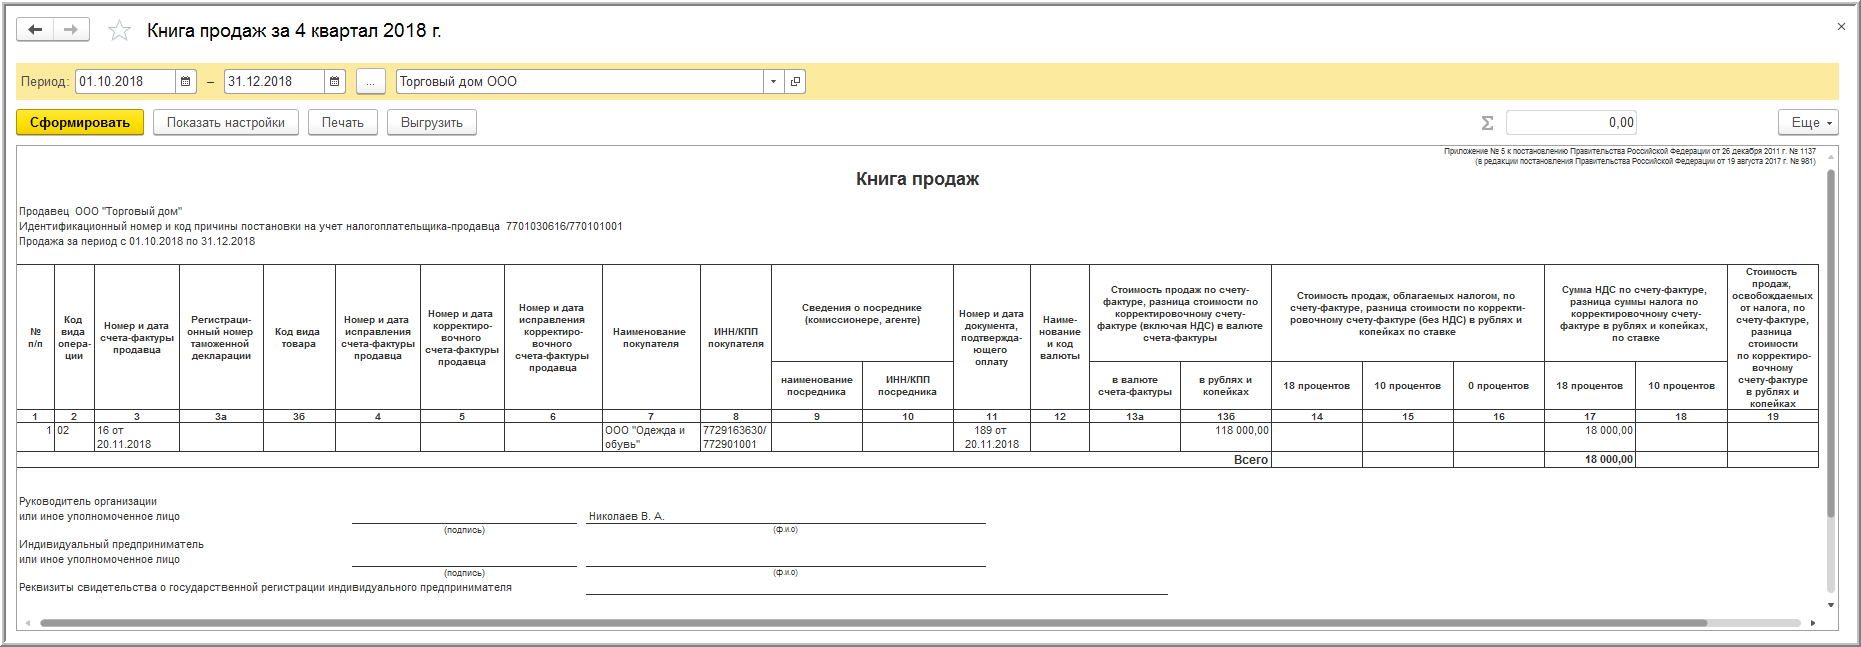 Книга продаж за 4 квартал 2018 г.
×
Период: 01.10.2018 – 31.12.2018 ... Торговый дом ООО
Сформировать Показать настройки Печать Выгрузить Σ 0,00 Еще
Приложение № 5 к постановлению Правительства Российской Федерации от 26 декабря 2011 г. № 1137
(в редакции постановления Правительства Российской Федерации от 19 августа 2017 г. № 981)
Книга продаж
Продавец ООО "Торговый дом"
Идентификационный номер и код причины постановки на учет налогоплательщика-продавца 7701030616/770101001
Продажа за период с 01.10.2018 по 31.12.2018
№
п/п
Код
вида
опера-
ции
Номер и дата
счета-фактуры
продавца
Регистраци-
онный номер
таможенной
декларации
Код вида
товара
Номер и дата
исправления
счета-фактуры
продавца
Номер и дата
корректиро-
вочного
счета-фактуры
продавца
Номер и дата
исправления
корректиро-
вочного
счета-фактуры
продавца
Наименование
покупателя
ИНН/КПП
покупателя
Сведения о посреднике
(комиссионере, агенте)
наименование
посредника
ИНН/КПП
посредника
Номер и дата
документа,
подтвержда-
ющего
оплату
Наиме-
нование
и код
валюты
Стоимость продаж по счету-
фактуре, разница стоимости по
корректировочному счету-
фактуре (включая НДС) в валюте
счета-фактуры
в валюте
счета-фактуры
в рублях и
копейках
Стоимость продаж, облагаемых налогом, по
счету-фактуре, разница стоимости по корректи-
ровочному счету-фактуре (без НДС) в рублях и
копейках по ставке
18 процентов
10 процентов
0 процентов
Сумма НДС по счету-фактуре,
разница суммы налога по
корректировочному счету-
фактуре в рублях и копейках,
по ставке
18 процентов
10 процентов
Стоимость
продаж,
освобождаемых
от налога, по
счету-фактуре,
разница
стоимости
по корректиро-
вочному
счету-фактуре
в рублях и
копейках
1 2 3 3а 3б 4 5 6 7 8 9 10 11 12 13а 13б 14 15 16 17 18 19
1 02 16 от ООО "Одежда и 7729163630/ 189 от 118 000,00 18 000,00
20.11.2018 обувь" 772901001 20.11.2018
Всего 18 000,00
Руководитель организации
или иное уполномоченное лицо Николаев В. А.
(подпись) (ф.и.о)
Индивидуальный предприниматель
или иное уполномоченное лицо
(подпись) (ф.и.о)
Реквизиты свидетельства о государственной регистрации индивидуального предпринимателя